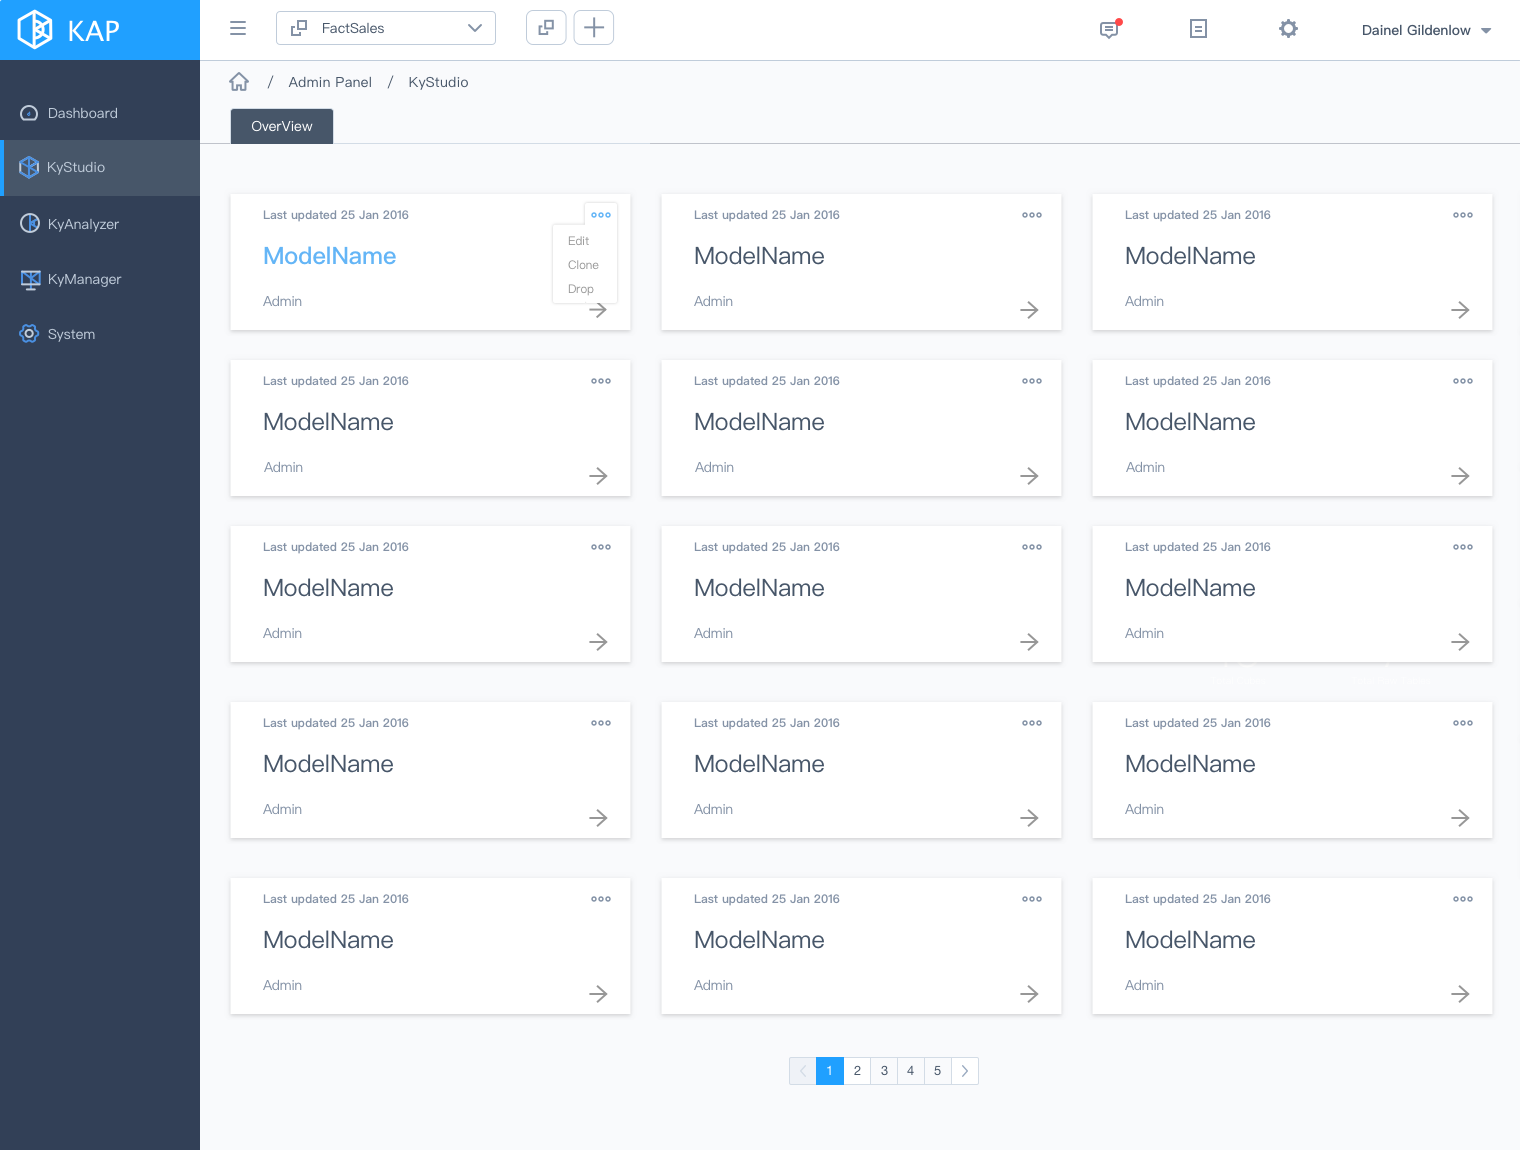 KAP
FactSales
Dainel Gildenlow
/ Admin Panel / KyStudio
OverView
Dashboard
KyStudio
KyAnalyzer
KyManager
System
Last updated 25 Jan 2016
ModelName
Admin
Edit
Clone
Drop
Last updated 25 Jan 2016
ModelName
Admin
Last updated 25 Jan 2016
ModelName
Admin
Last updated 25 Jan 2016
ModelName
Admin
Last updated 25 Jan 2016
ModelName
Admin
Last updated 25 Jan 2016
ModelName
Admin
Last updated 25 Jan 2016
ModelName
Admin
Last updated 25 Jan 2016
ModelName
Admin
Last updated 25 Jan 2016
ModelName
Admin
Last updated 25 Jan 2016
ModelName
Admin
Last updated 25 Jan 2016
ModelName
Admin
Last updated 25 Jan 2016
ModelName
Admin
Last updated 25 Jan 2016
ModelName
Admin
Last updated 25 Jan 2016
ModelName
Admin
Last updated 25 Jan 2016
ModelName
Admin
1 2 3 4 5